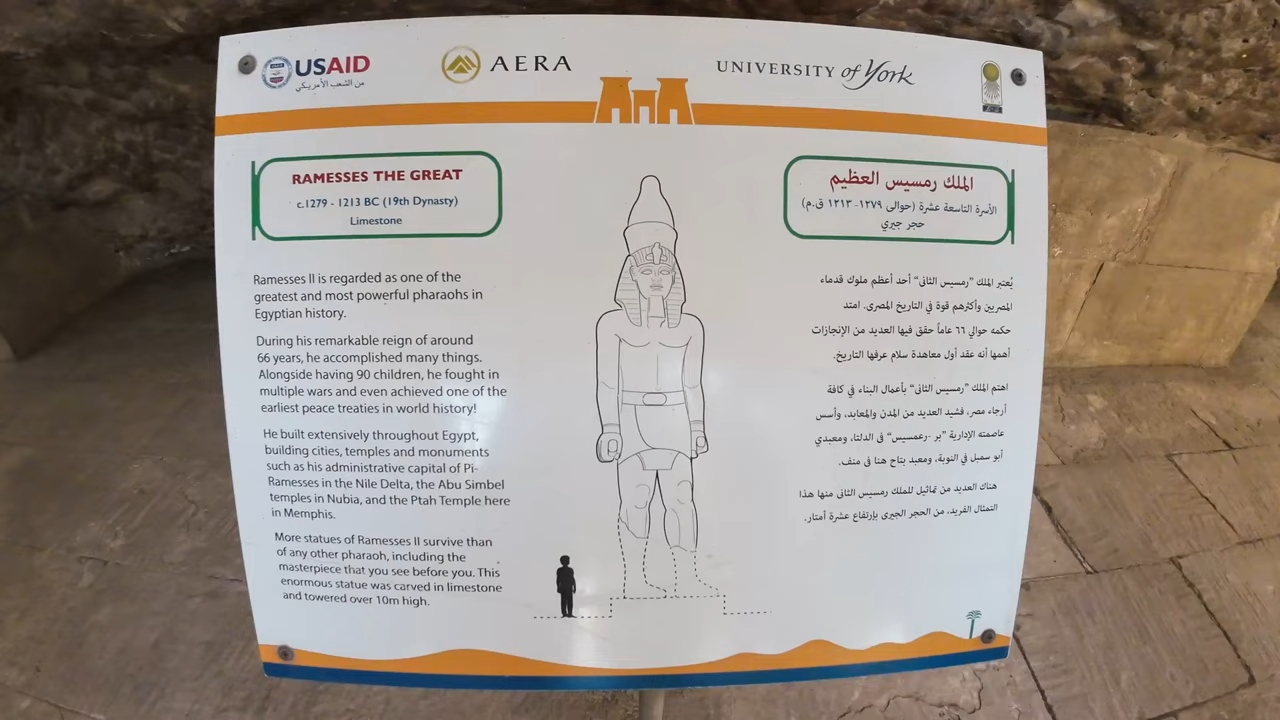 USAID
من الشعب الأمريكي
AERA
UNIVERSITY of York
RAMESSES THE GREAT
c.1279 - 1213 BC (19th Dynasty)
Limestone
Ramesses II is regarded as one of the
greatest and most powerful pharaohs in
Egyptian history.
During his remarkable reign of around
66 years, he accomplished many things.
Alongside having 90 children, he fought in
multiple wars and even achieved one of the
earliest peace treaties in world history!
He built extensively throughout Egypt,
building cities, temples and monuments
such as his administrative capital of Pi-
Ramesses in the Nile Delta, the Abu Simbel
temples in Nubia, and the Ptah Temple here
in Memphis.
More statues of Ramesses II survive than
of any other pharaoh, including the
masterpiece that you see before you. This
enormous statue was carved in limestone
and towered over 10m high.
الملك رمسيس العظيم
الأسرة التاسعة عشرة (حوالى ١٢٧٩- ١٢١٣ ق.م)
حجر جيري
يُعتبر الملك "رمسيس الثانى" أحد أعظم ملوك قدماء
المصريين وأكثرهم قوة في التاريخ المصرى. امتد
حكمه حوالي ٦٦ عاماً حقق فيها العديد من الإنجازات
أهمها أنه عقد أول معاهدة سلام عرفها التاريخ.
اهتم الملك "رمسيس الثانى" بأعمال البناء في كافة
أرجاء مصر، فشيد العديد من المدن والمعابد، وأسس
عاصمته الإدارية "بر -رعمسيس" فى الدلتا، ومعبدي
أبو سمبل في النوبة، ومعبد بتاح هنا فى منف.
هناك العديد من تماثيل للملك رمسيس الثانى منها هذا
التمثال الفريد، من الحجر الجيرى بإرتفاع عشرة أمتار.